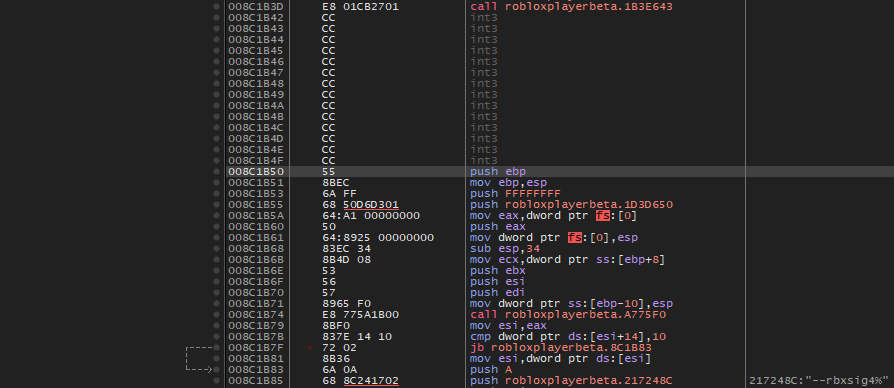 008C1B3D E8 01CB2701 call robloxplayerbeta.1B3E643
008C1B42 CC int3
008C1B43 CC int3
008C1B44 CC int3
008C1B45 CC int3
008C1B46 CC int3
008C1B47 CC int3
008C1B48 CC int3
008C1B49 CC int3
008C1B4A CC int3
008C1B4B CC int3
008C1B4C CC int3
008C1B4D CC int3
008C1B4E CC int3
008C1B4F CC int3
008C1B50 55 push ebp
008C1B51 8BEC mov ebp,esp
008C1B53 6A FF push FFFFFFFF
008C1B55 68 50D6D301 push robloxplayerbeta.1D3D650
008C1B5A 64:A1 00000000 mov eax,dword ptr fs:[0]
008C1B60 50 push eax
008C1B61 64:8925 00000000 mov dword ptr fs:[0],esp
008C1B68 83EC 34 sub esp,34
008C1B6B 8B4D 08 mov ecx,dword ptr ss:[ebp+8]
008C1B6E 53 push ebx
008C1B6F 56 push esi
008C1B70 57 push edi
008C1B71 8965 F0 mov dword ptr ss:[ebp-10],esp
008C1B74 E8 775A1B00 call robloxplayerbeta.A775F0
008C1B79 8BF0 mov esi,eax
008C1B7B 837E 14 10 cmp dword ptr ds:[esi+14],10
008C1B7F 72 02 jb robloxplayerbeta.8C1B83
008C1B81 8B36 mov esi,dword ptr ds:[esi]
008C1B83 6A 0A push A
008C1B85 68 8C241702 push robloxplayerbeta.217248C 217248C:"--rbxsig4%"